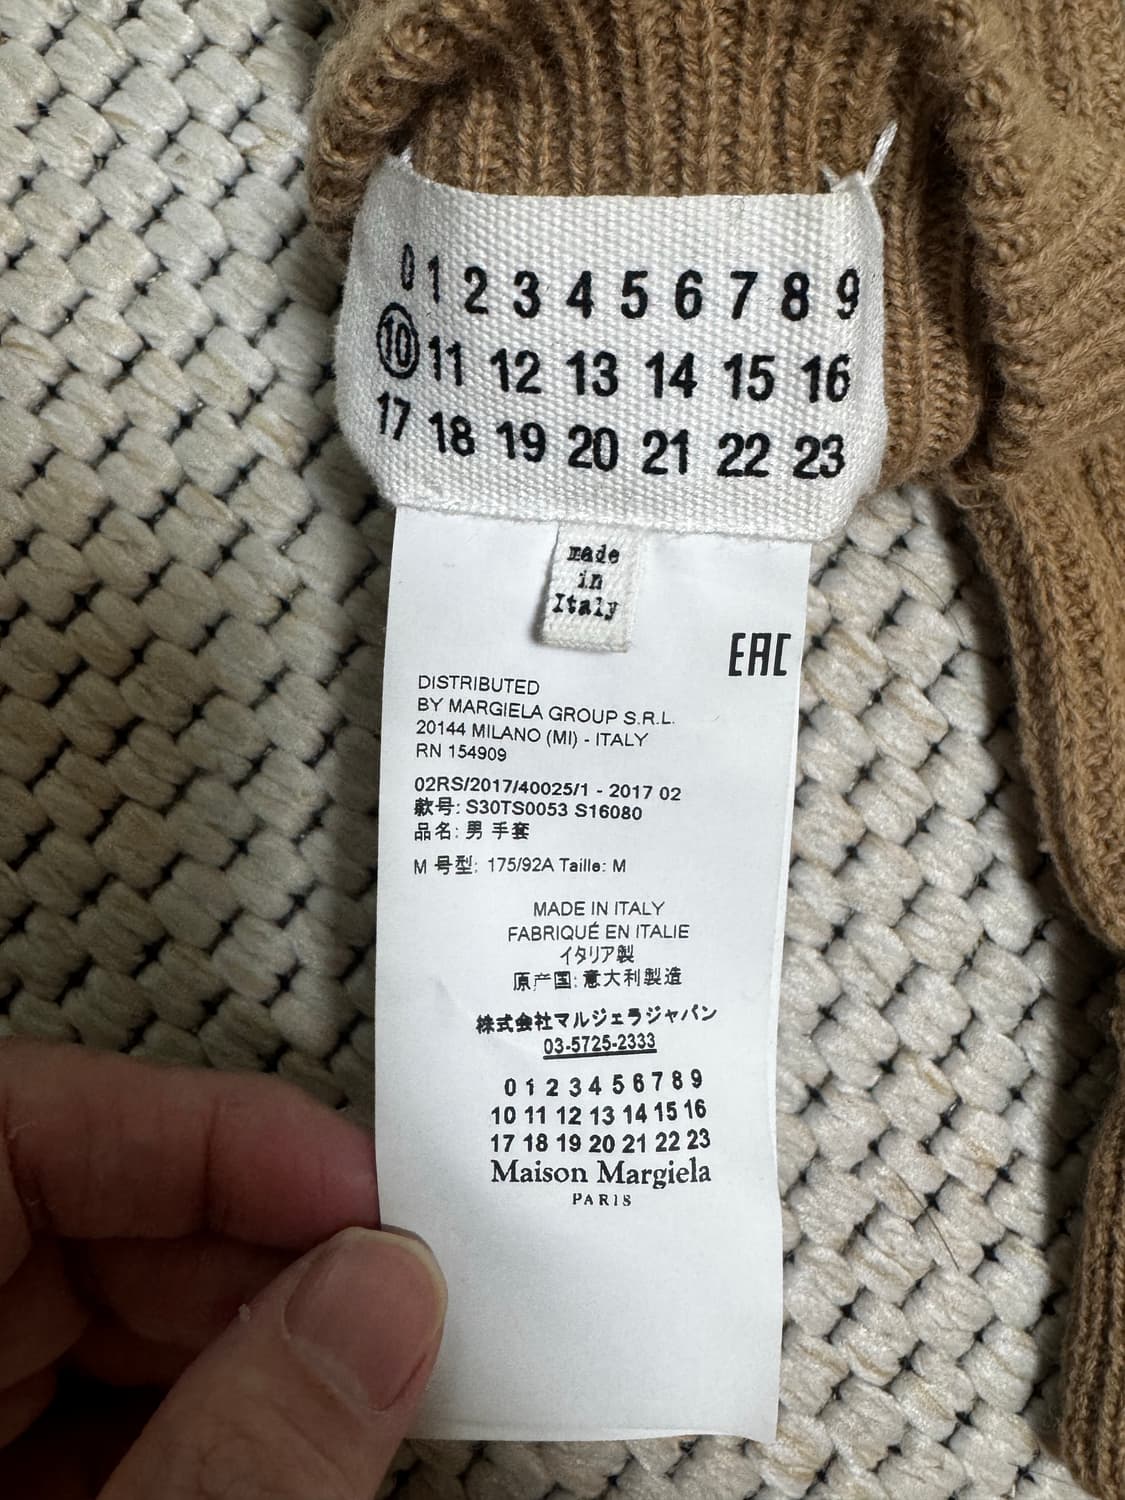 0 1 2 3 4 5 6 7 8 9
10 11 12 13 14 15 16
17 18 19 20 21 22 23
made
in
Italy
EAC
DISTRIBUTED
BY MARGIELA GROUP S.R.L.
20144 MILANO (MI) - ITALY
RN 154909
02RS/2017/40025/1 - 2017 02
款号: S30TS0053 S16080
品名: 男 手套
M 号型: 175/92A Taille: M
MADE IN ITALY
FABRIQUÉ EN ITALIE
イタリア製
原产国: 意大利製造
株式会社マルジェラジャパン
03-5725-2333
0 1 2 3 4 5 6 7 8 9
10 11 12 13 14 15 16
17 18 19 20 21 22 23
Maison Margiela
PARIS